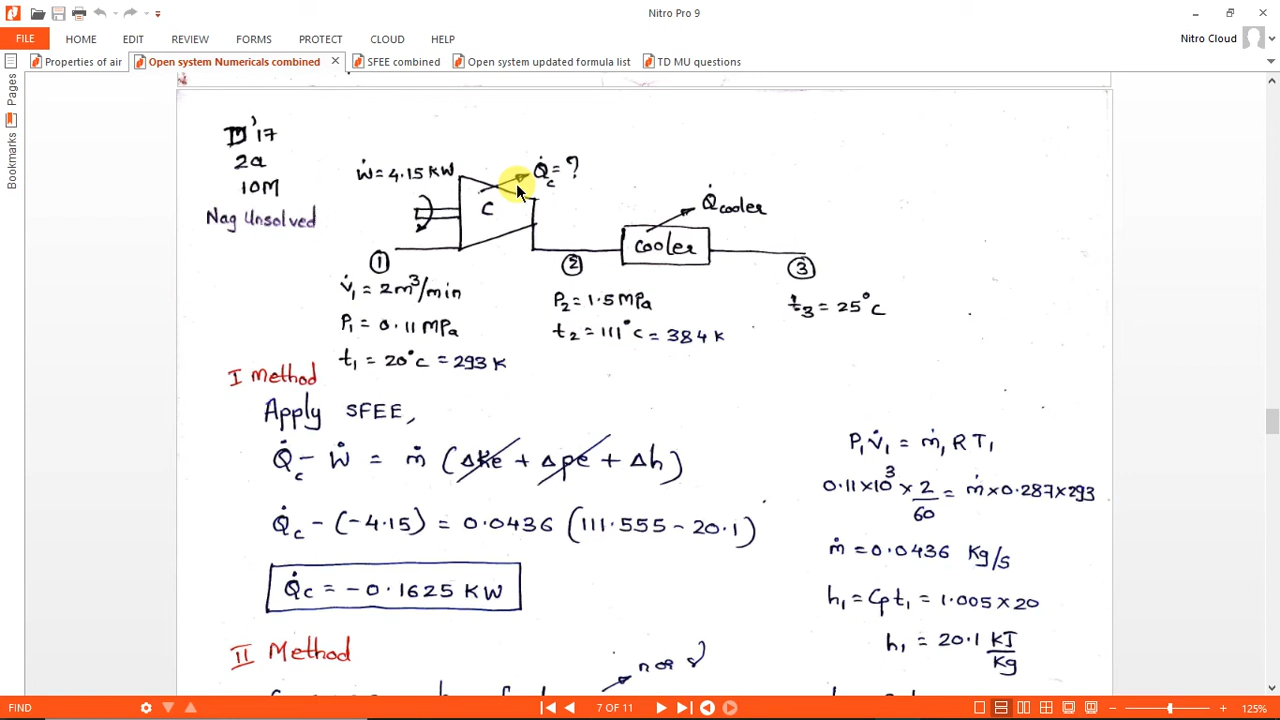 Nitro Pro 9
FILE HOME EDIT REVIEW FORMS PROTECT CLOUD HELP
Nitro Cloud
Properties of air
Open system Numericals combined
SFEE combined
Open system updated formula list
TD MU questions
Pages
Bookmarks
D'17
2a
10M
Nag Unsolved
Ẇ = 4.15 KW
Q̇c = ?
C
Q̇cooler
cooler
① ② ③
V̇₁ = 2m³/min
P₁ = 0.11 MPa
t₁ = 20°C = 293 K
P₂ = 1.5 MPa
t₂ = 111°C = 384 K
t₃ = 25°C
I Method
Apply SFEE,
Q̇c - Ẇ = ṁ (Δke + Δpe + Δh)
Q̇c - (-4.15) = 0.0436 (111.555 - 20.1)
Q̇c = -0.1625 KW
P₁V̇₁ = ṁ, RT₁
0.11×10³ × 2/60 = ṁ×0.287×293
ṁ = 0.0436 Kg/s
h₁ = Cpt₁ = 1.005×20
h₁ = 20.1 KJ/Kg
II Method
FIND
7 OF 11
125%